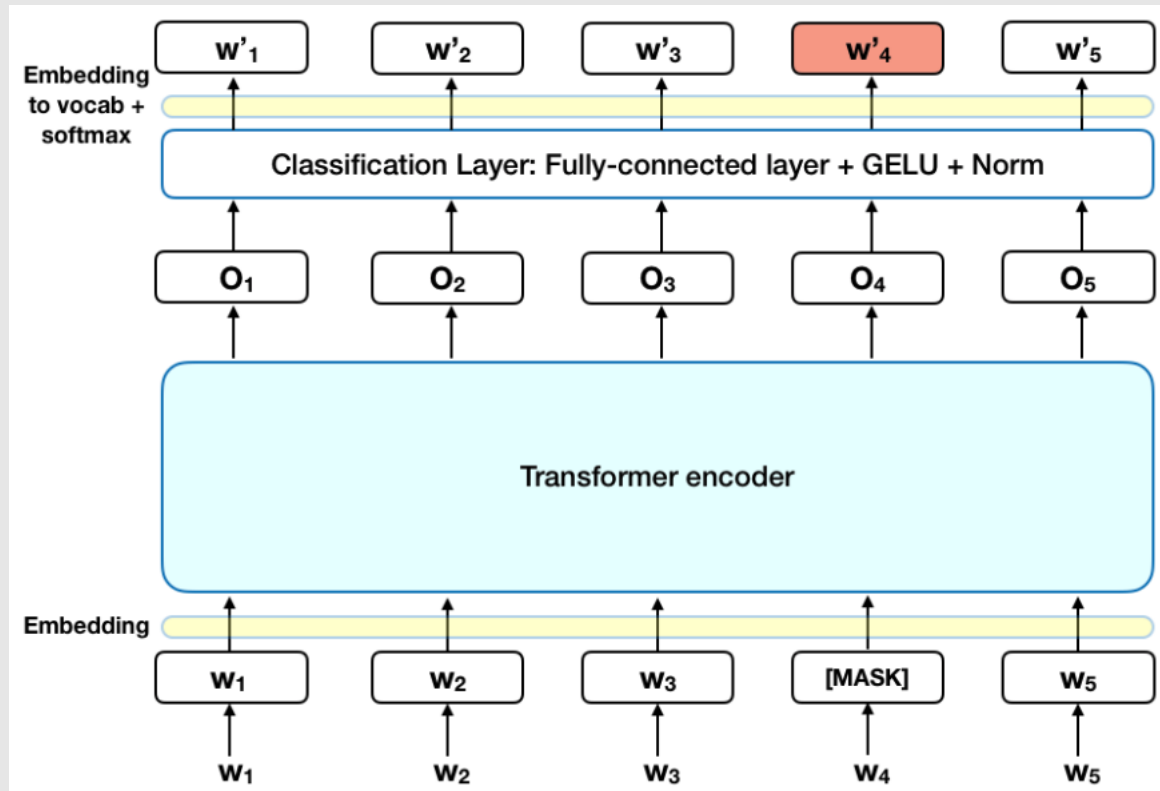 w'₁ w'₂ w'₃ w'₄ w'₅
Embedding
to vocab +
softmax
Classification Layer: Fully-connected layer + GELU + Norm
O₁ O₂ O₃ O₄ O₅
Transformer encoder
Embedding
W₁ W₂ W₃ [MASK] W₅
W₁ W₂ W₃ W₄ W₅